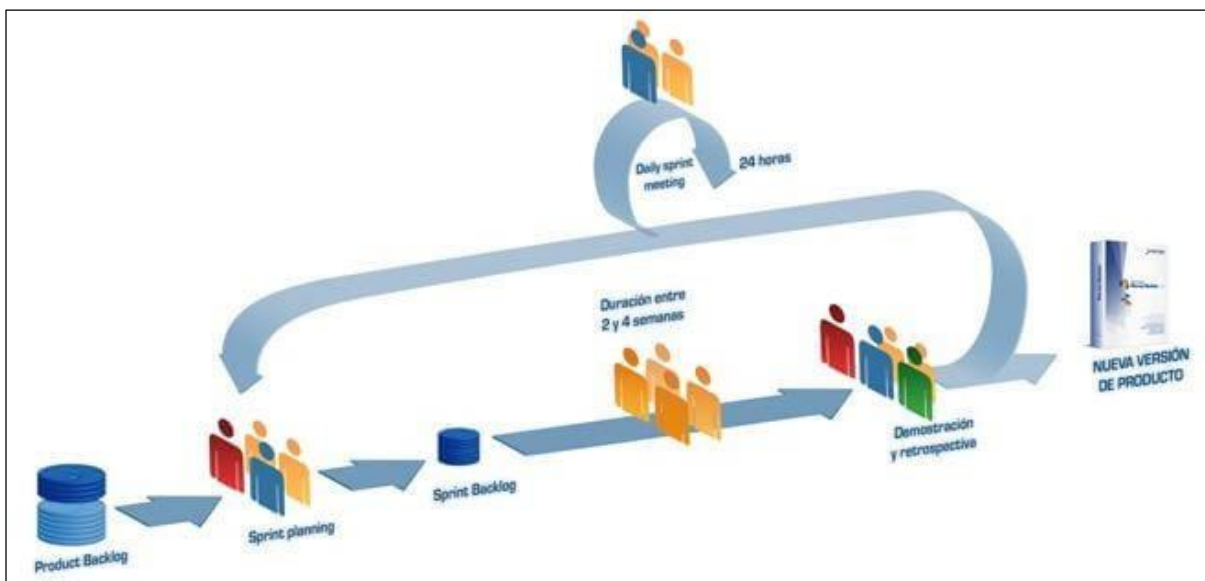 Daily sprint
meeting
24 horas
Duración entre
2 y 4 semanas
NUEVA VERSIÓN
DE PRODUCTO
Demostración
y retrospectiva
Sprint Backlog
Sprint planning
Product Backlog